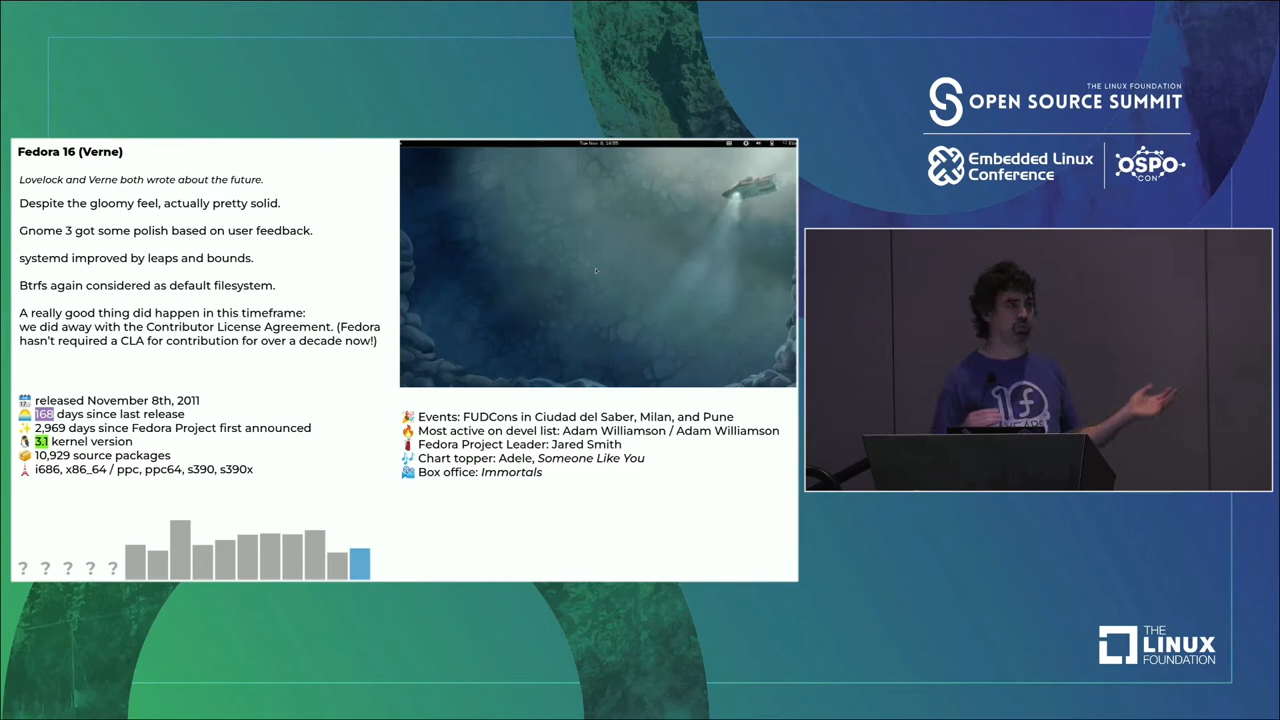 THE LINUX FOUNDATION
OPEN SOURCE SUMMIT
Embedded Linux
Conference
OSPO
CON
Fedora 16 (Verne)
Lovelock and Verne both wrote about the future.
Despite the gloomy feel, actually pretty solid.
Gnome 3 got some polish based on user feedback.
systemd improved by leaps and bounds.
Btrfs again considered as default filesystem.
A really good thing did happen in this timeframe:
we did away with the Contributor License Agreement. (Fedora
hasn't required a CLA for contribution for over a decade now!)
released November 8th, 2011
168 days since last release
2,969 days since Fedora Project first announced
3.1 kernel version
10,929 source packages
i686, x86_64 / ppc, ppc64, s390, s390x
? ? ? ? ?
Tue Nov 8, 16:55
Events: FUDCons in Ciudad del Saber, Milan, and Pune
Most active on devel list: Adam Williamson / Adam Williamson
Fedora Project Leader: Jared Smith
Chart topper: Adele, Someone Like You
Box office: Immortals
10
YEARS
THE
LINUX
FOUNDATION